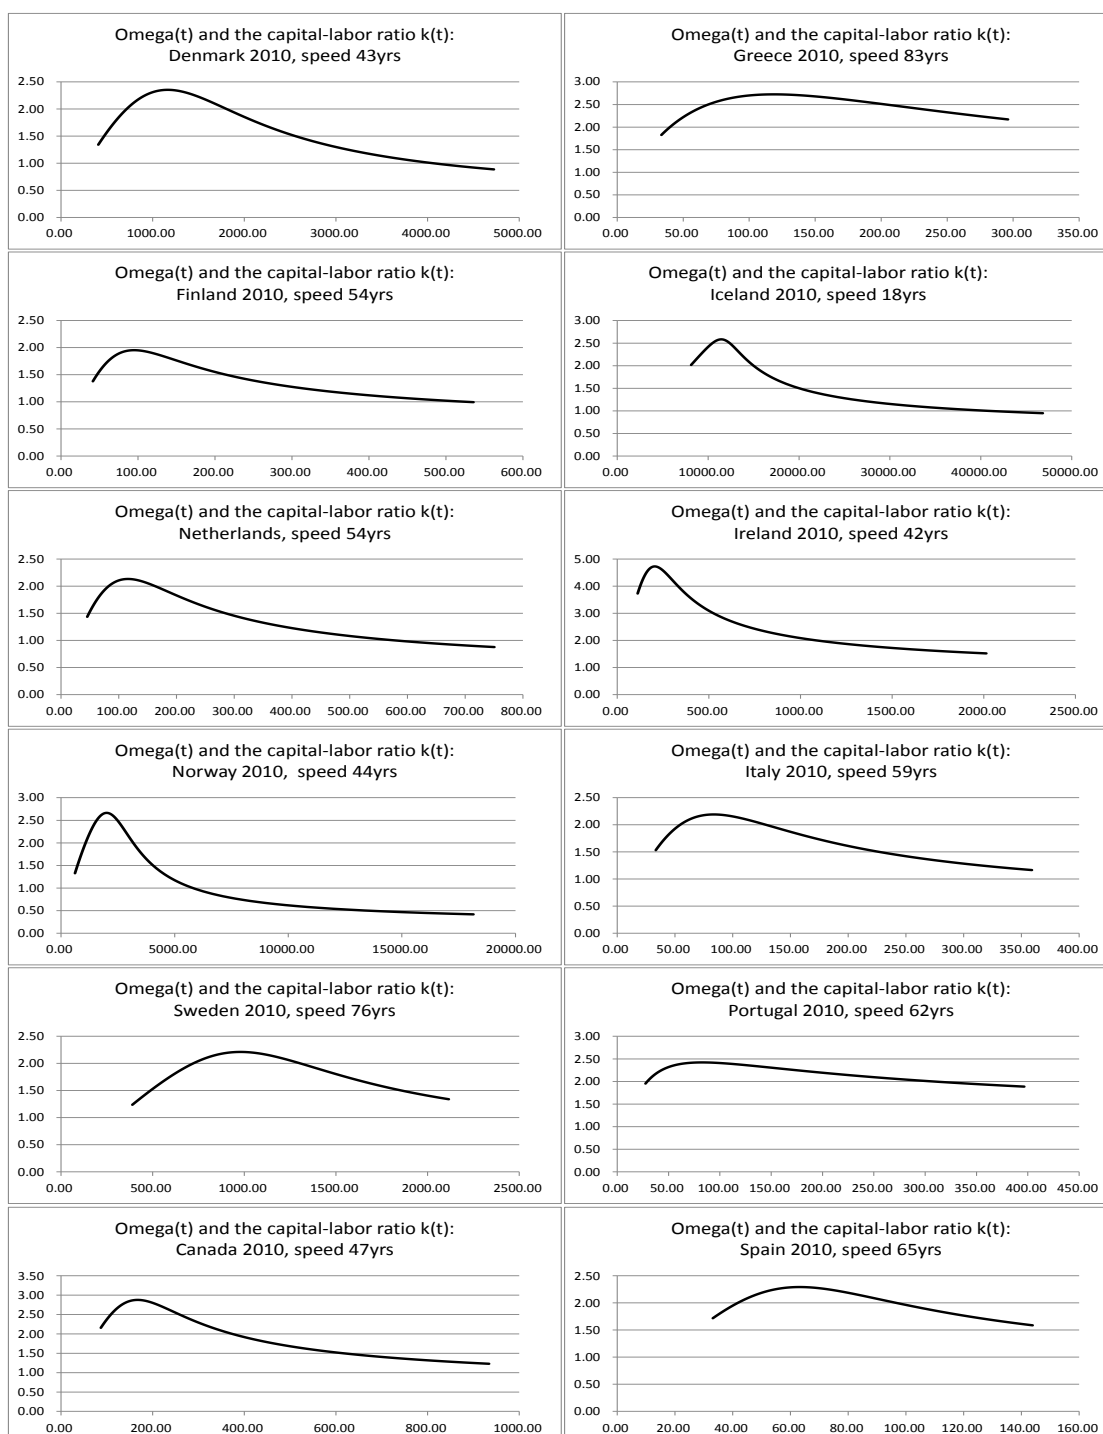 Omega(t) and the capital-labor ratio k(t):
Denmark 2010, speed 43yrs
2.50
2.00
1.50
1.00
0.50
0.00
0.00 1000.00 2000.00 3000.00 4000.00 5000.00
Omega(t) and the capital-labor ratio k(t):
Greece 2010, speed 83yrs
3.00
2.50
2.00
1.50
1.00
0.50
0.00
0.00 50.00 100.00 150.00 200.00 250.00 300.00 350.00
Omega(t) and the capital-labor ratio k(t):
Finland 2010, speed 54yrs
2.50
2.00
1.50
1.00
0.50
0.00
0.00 100.00 200.00 300.00 400.00 500.00 600.00
Omega(t) and the capital-labor ratio k(t):
Iceland 2010, speed 18yrs
3.00
2.50
2.00
1.50
1.00
0.50
0.00
0.00 10000.00 20000.00 30000.00 40000.00 50000.00
Omega(t) and the capital-labor ratio k(t):
Netherlands, speed 54yrs
2.50
2.00
1.50
1.00
0.50
0.00
0.00 100.00 200.00 300.00 400.00 500.00 600.00 700.00 800.00
Omega(t) and the capital-labor ratio k(t):
Ireland 2010, speed 42yrs
5.00
4.00
3.00
2.00
1.00
0.00
0.00 500.00 1000.00 1500.00 2000.00 2500.00
Omega(t) and the capital-labor ratio k(t):
Norway 2010, speed 44yrs
3.00
2.50
2.00
1.50
1.00
0.50
0.00
0.00 5000.00 10000.00 15000.00 20000.00
Omega(t) and the capital-labor ratio k(t):
Italy 2010, speed 59yrs
2.50
2.00
1.50
1.00
0.50
0.00
0.00 50.00 100.00 150.00 200.00 250.00 300.00 350.00 400.00
Omega(t) and the capital-labor ratio k(t):
Sweden 2010, speed 76yrs
2.50
2.00
1.50
1.00
0.50
0.00
0.00 500.00 1000.00 1500.00 2000.00 2500.00
Omega(t) and the capital-labor ratio k(t):
Portugal 2010, speed 62yrs
3.00
2.50
2.00
1.50
1.00
0.50
0.00
0.00 50.00 100.00 150.00 200.00 250.00 300.00 350.00 400.00 450.00
Omega(t) and the capital-labor ratio k(t):
Canada 2010, speed 47yrs
3.50
3.00
2.50
2.00
1.50
1.00
0.50
0.00
0.00 200.00 400.00 600.00 800.00 1000.00
Omega(t) and the capital-labor ratio k(t):
Spain 2010, speed 65yrs
2.50
2.00
1.50
1.00
0.50
0.00
0.00 20.00 40.00 60.00 80.00 100.00 120.00 140.00 160.00